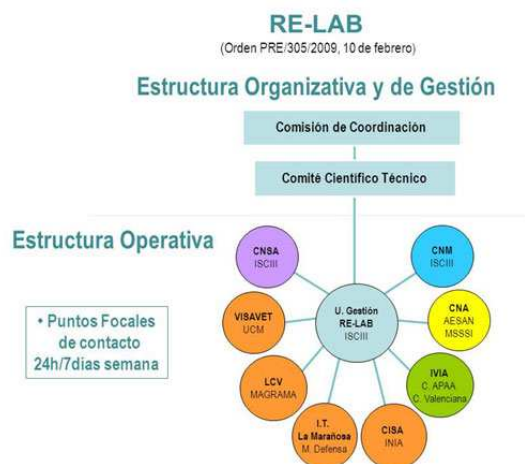 RE-LAB
(Orden PRE/305/2009, 10 de febrero)
Estructura Organizativa y de Gestión
Comisión de Coordinación
Comité Científico Técnico
Estructura Operativa
CNSA
ISCIII
CNM
ISCIII
VISAVET
UCM
U. Gestión
RE-LAB
ISCIII
CNA
AESAN
MSSSI
• Puntos Focales
de contacto
24h/7dias semana
LCV
MAGRAMA
IVIA
C. APAA
C. Valenciana
I.T.
La Marañosa
M. Defensa
CISA
INIA